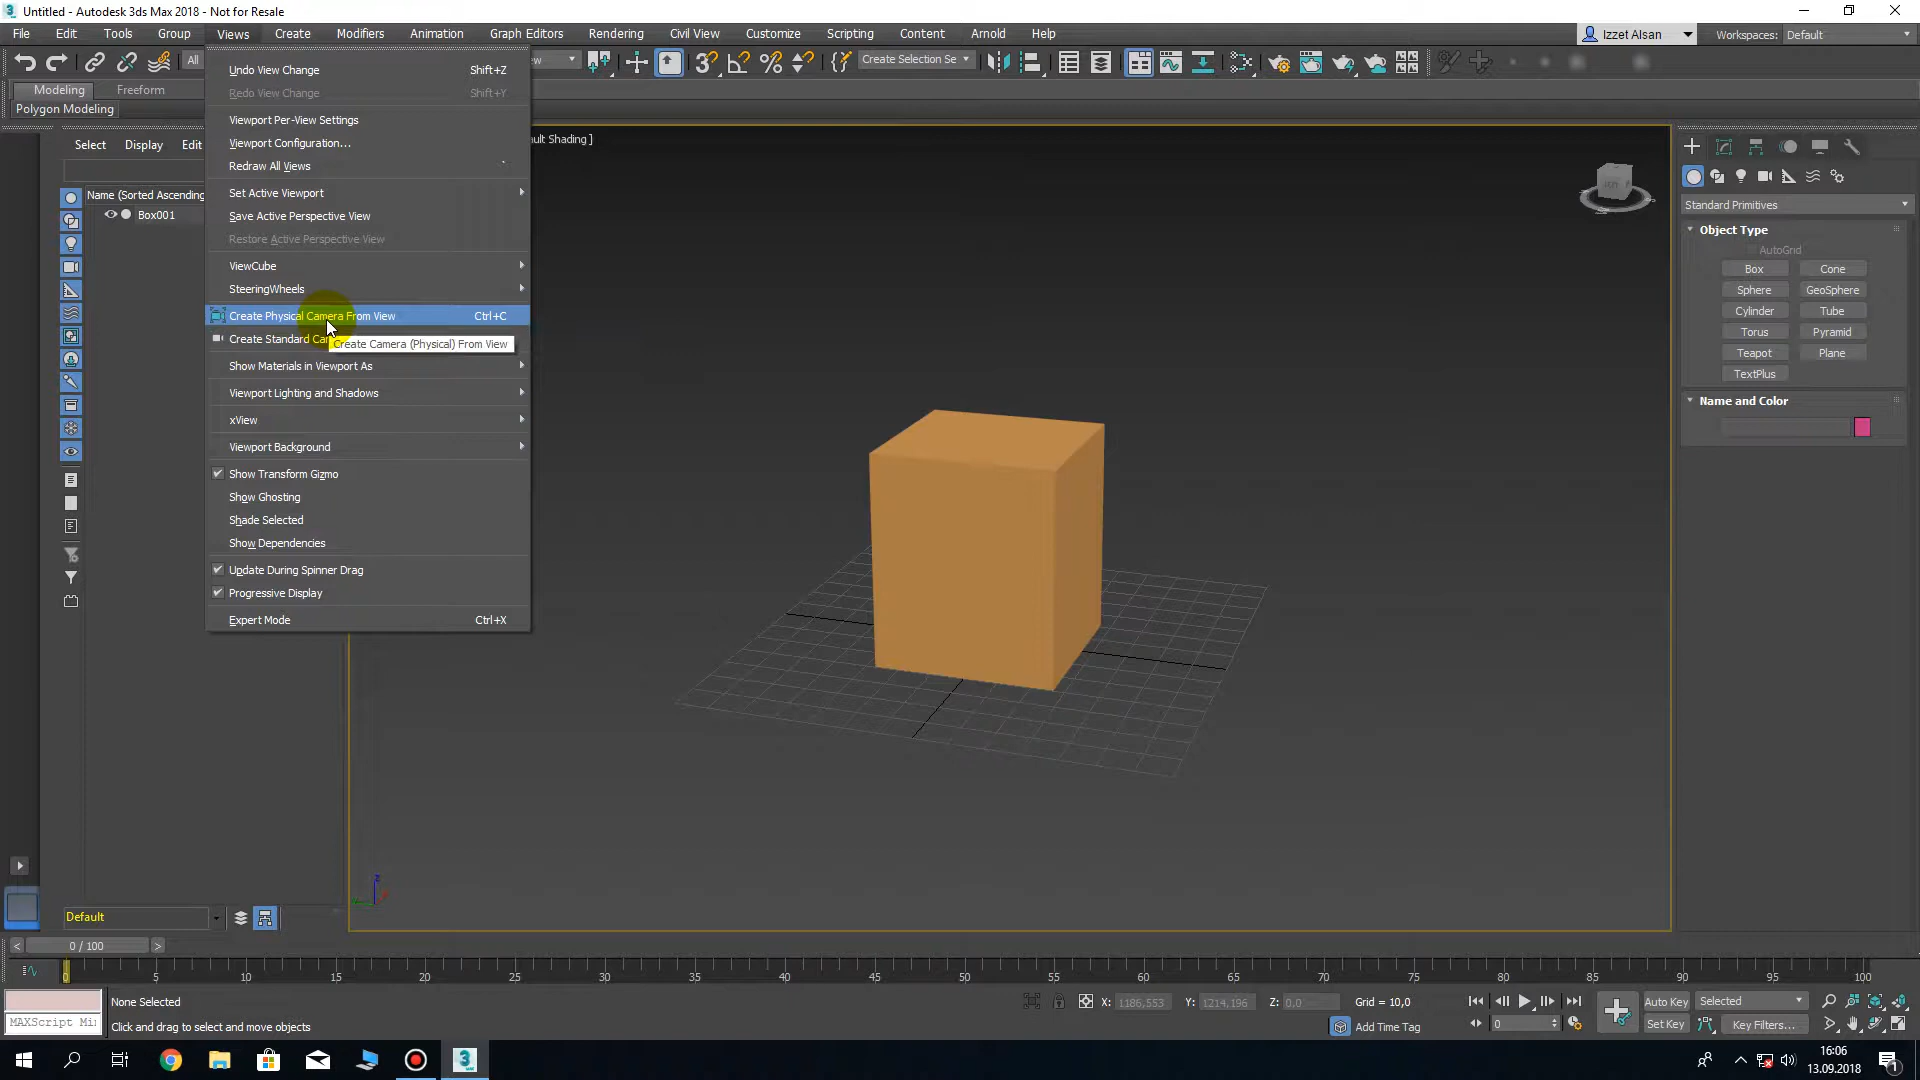 Untitled - Autodesk 3ds Max 2018 - Not for Resale
File Edit Tools Group Views Create Modifiers Animation Graph Editors Rendering Civil View Customize Scripting Content Arnold Help
Izzet Alsan
Workspaces: Default
All
Create Selection Se
Modeling Freeform
Polygon Modeling
Select Display Edit
Name (Sorted Ascending
Box001
Undo View Change Shift+Z
Redo View Change Shift+Y
Viewport Per-View Settings
Viewport Configuration...
Redraw All Views
Set Active Viewport
Save Active Perspective View
Restore Active Perspective View
ViewCube
SteeringWheels
Create Physical Camera From View Ctrl+C
Create Standard Ca
Create Camera (Physical) From View
Show Materials in Viewport As
Viewport Lighting and Shadows
xView
Viewport Background
Show Transform Gizmo
Show Ghosting
Shade Selected
Show Dependencies
Update During Spinner Drag
Progressive Display
Expert Mode Ctrl+X
ault Shading ]
Standard Primitives
Object Type
AutoGrid
Box Cone
Sphere GeoSphere
Cylinder Tube
Torus Pyramid
Teapot Plane
TextPlus
Name and Color
Default
< 0 / 100 >
0 5 10 15 20 25 30 35 40 45 50 55 60 65 70 75 80 85 90 95 100
None Selected
X: 1186,553 Y: 1214,196 Z: 0,0 Grid = 10,0
Auto Key Selected
MAXScript Mi
Click and drag to select and move objects
Add Time Tag
0
Set Key Key Filters...
16:06
13.09.2018